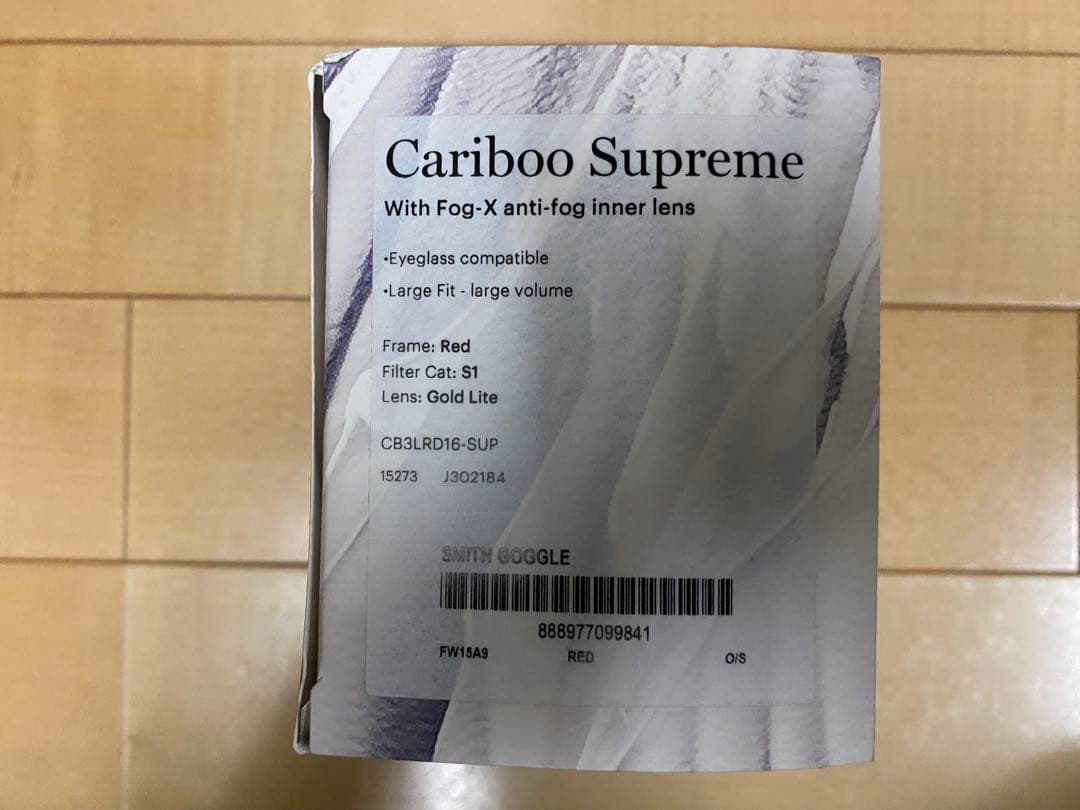 Cariboo Supreme
With Fog-X anti-fog inner lens
•Eyeglass compatible
•Large Fit - large volume
Frame: Red
Filter Cat: S1
Lens: Gold Lite
CB3LRD16-SUP
15273 J302184
SMITH GOGGLE
888977099841
FW15A9 RED O/S